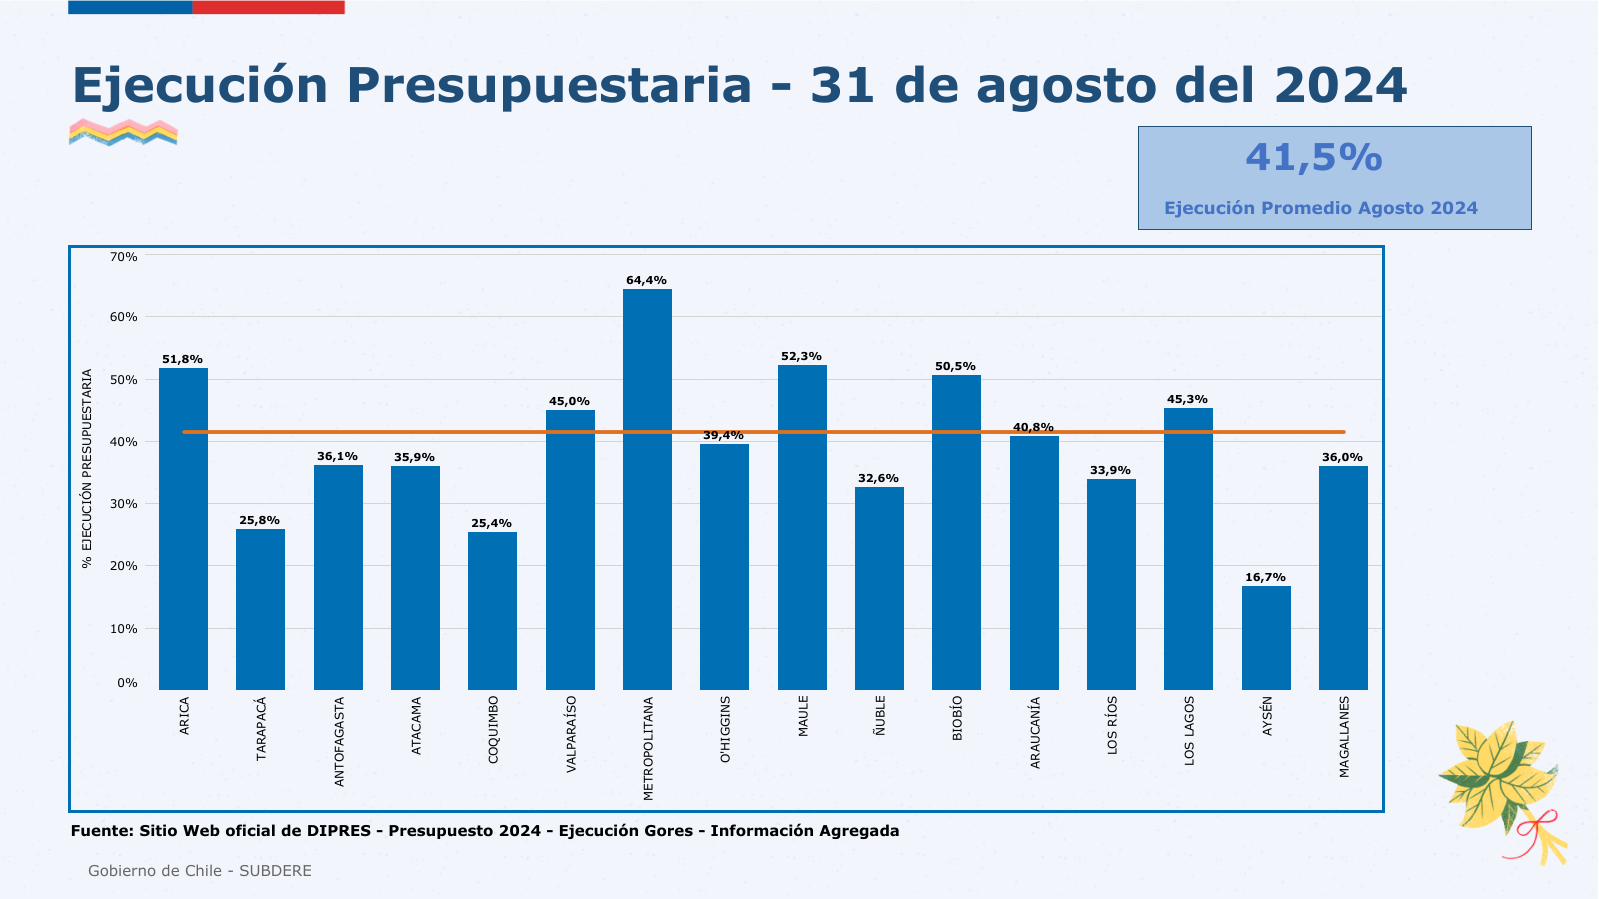 Ejecución Presupuestaria - 31 de agosto del 2024
41,5%
Ejecución Promedio Agosto 2024
% EJECUCIÓN PRESUPUESTARIA
70%
60%
50%
40%
30%
20%
10%
0%
51,8%
25,8%
36,1%
35,9%
25,4%
45,0%
64,4%
39,4%
52,3%
32,6%
50,5%
40,8%
33,9%
45,3%
16,7%
36,0%
ARICA
TARAPACÁ
ANTOFAGASTA
ATACAMA
COQUIMBO
VALPARAÍSO
METROPOLITANA
O'HIGGINS
MAULE
ÑUBLE
BIOBÍO
ARAUCANÍA
LOS RÍOS
LOS LAGOS
AYSÉN
MAGALLANES
Fuente: Sitio Web oficial de DIPRES - Presupuesto 2024 - Ejecución Gores - Información Agregada
Gobierno de Chile - SUBDERE